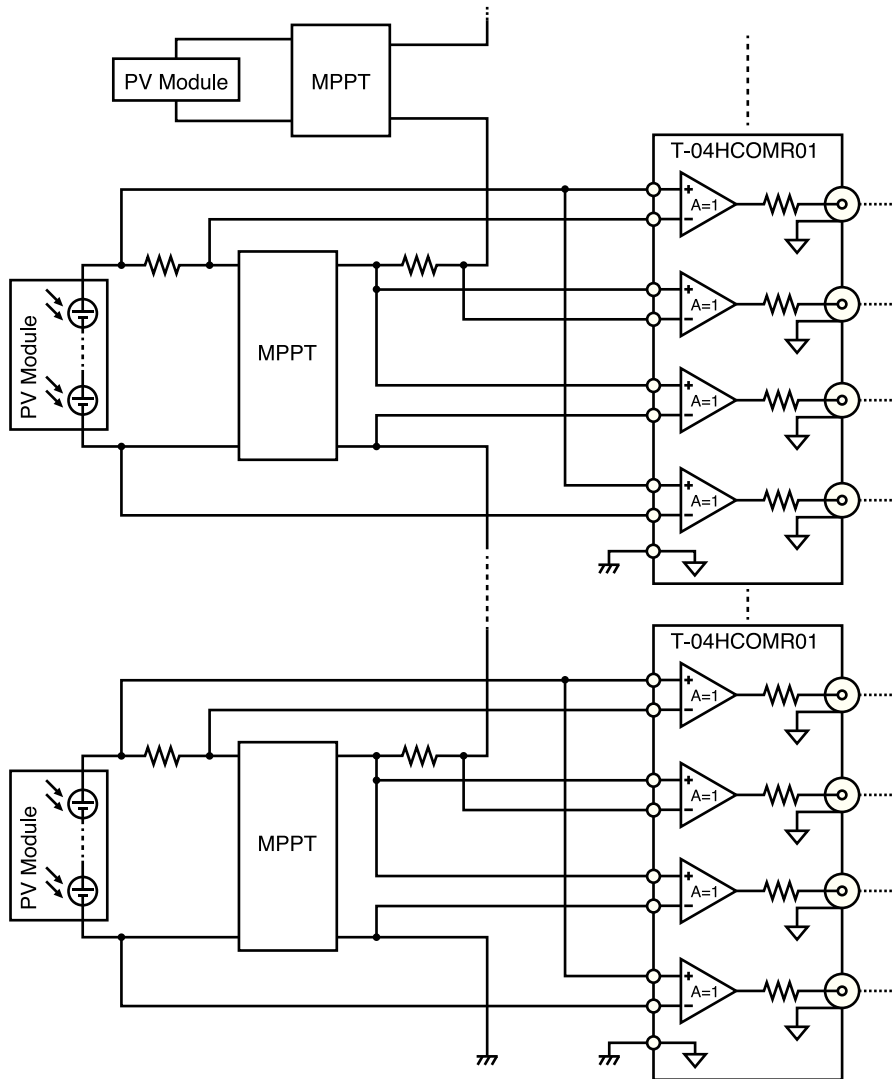 PV Module
MPPT
T-04HCOMR01
+
A=1
−
+
A=1
−
+
A=1
−
+
A=1
−
PV Module
MPPT
T-04HCOMR01
+
A=1
−
+
A=1
−
+
A=1
−
+
A=1
−
PV Module
MPPT